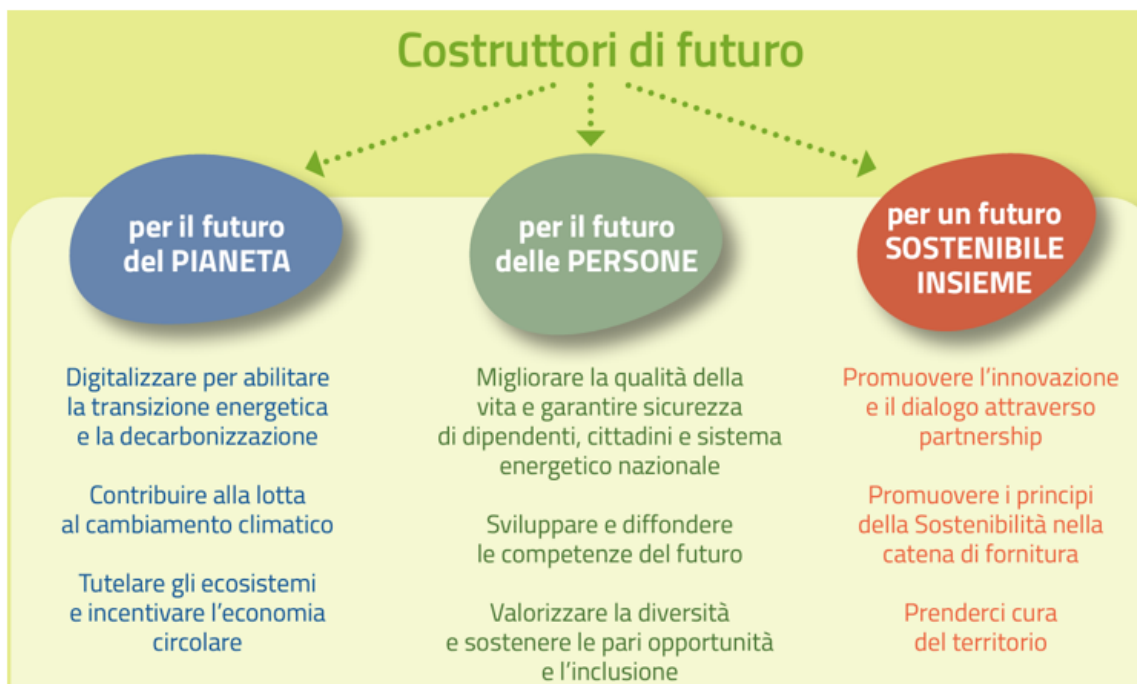 Costruttori di futuro
per il futuro
del PIANETA
Digitalizzare per abilitare
la transizione energetica
e la decarbonizzazione
Contribuire alla lotta
al cambiamento climatico
Tutelare gli ecosistemi
e incentivare l’economia
circolare
per il futuro
delle PERSONE
Migliorare la qualità della
vita e garantire sicurezza
di dipendenti, cittadini e sistema
energetico nazionale
Sviluppare e diffondere
le competenze del futuro
Valorizzare la diversità
e sostenere le pari opportunità
e l’inclusione
per un futuro
SOSTENIBILE
INSIEME
Promuovere l’innovazione
e il dialogo attraverso
partnership
Promuovere i principi
della Sostenibilità nella
catena di fornitura
Prenderci cura
del territorio